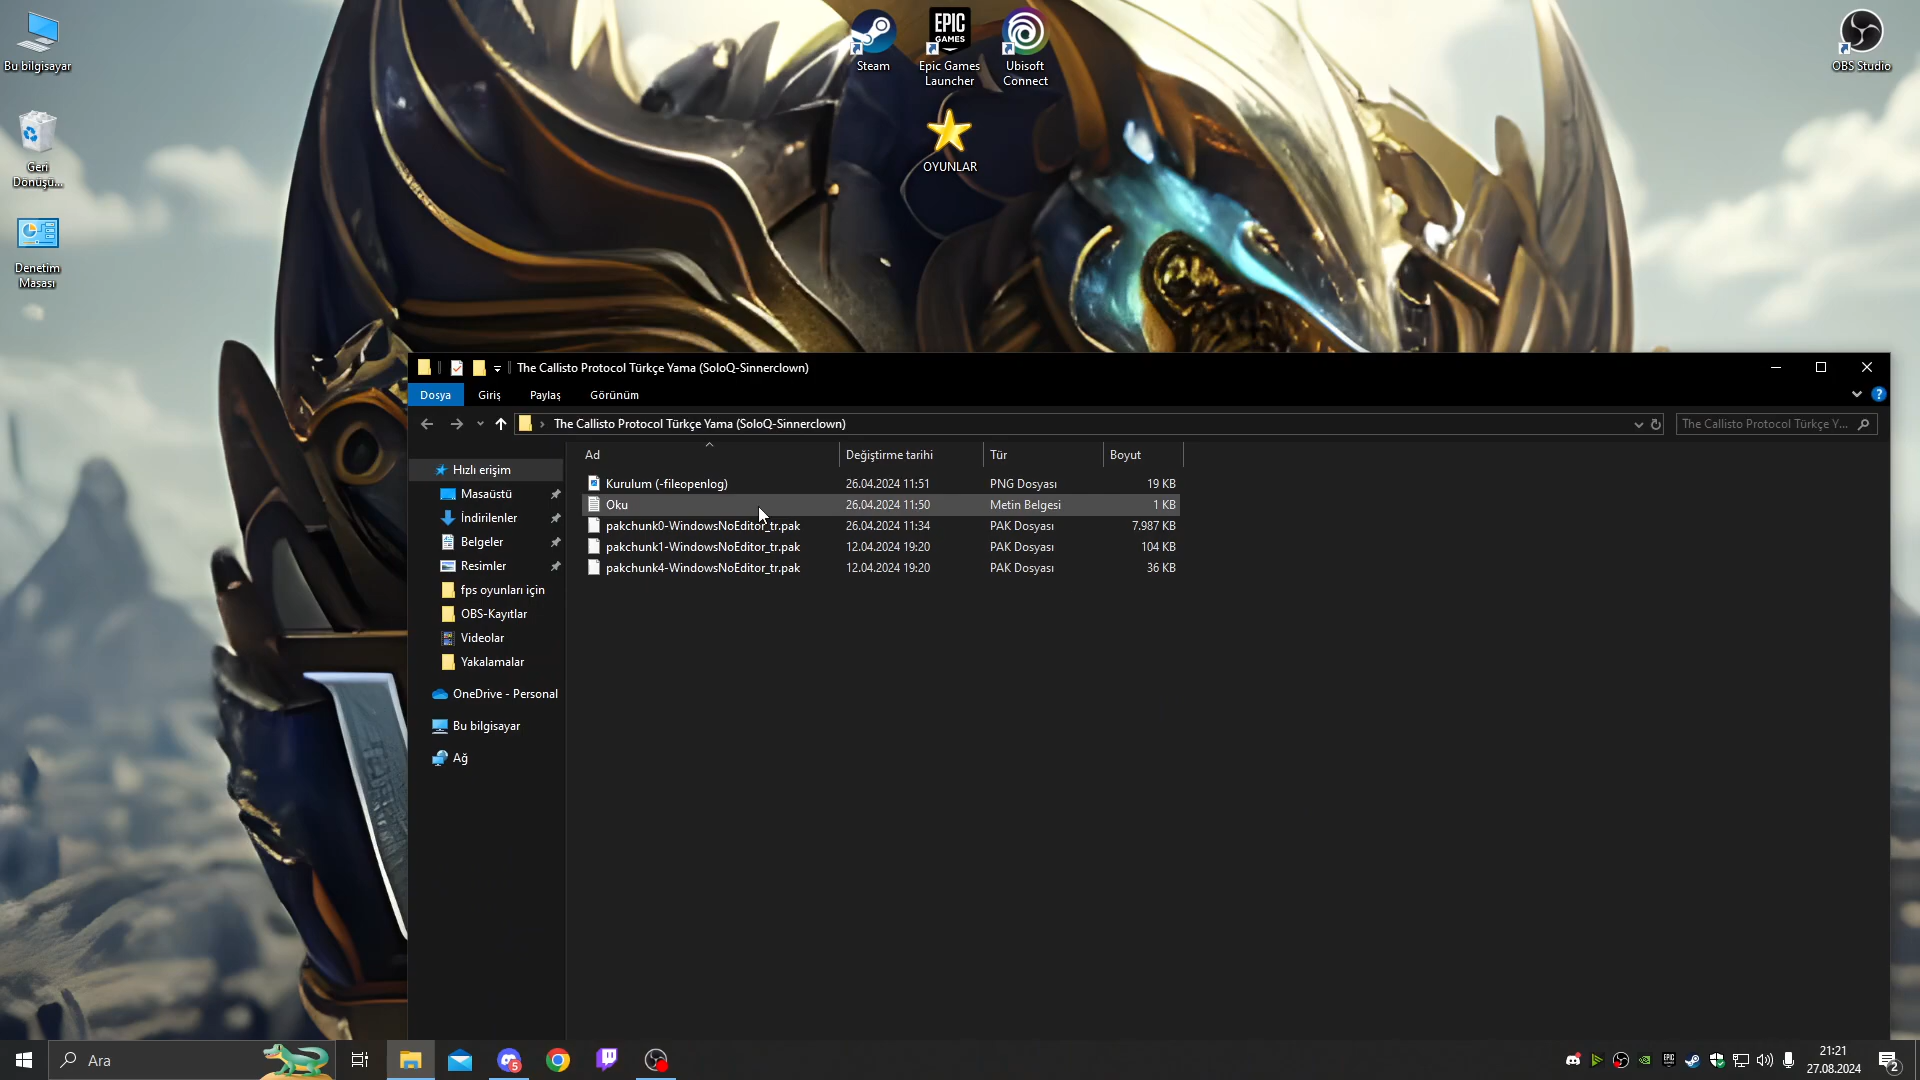 Bu bilgisayar
Geri
Dönüşü...
Denetim
Masası
Steam
EPIC
GAMES
Epic Games
Launcher
Ubisoft
Connect
OYUNLAR
OBS Studio
The Callisto Protocol Türkçe Yama (SoloQ-Sinnerclown)
Dosya Giriş Paylaş Görünüm
The Callisto Protocol Türkçe Yama (SoloQ-Sinnerclown)
The Callisto Protocol Türkçe Y...
Hızlı erişim
Masaüstü
İndirilenler
Belgeler
Resimler
fps oyunları için
OBS-Kayıtlar
Videolar
Yakalamalar
OneDrive - Personal
Bu bilgisayar
Ağ
Ad Değiştirme tarihi Tür Boyut
Kurulum (-fileopenlog) 26.04.2024 11:51 PNG Dosyası 19 KB
Oku 26.04.2024 11:50 Metin Belgesi 1 KB
pakchunk0-WindowsNoEditor_tr.pak 26.04.2024 11:34 PAK Dosyası 7.987 KB
pakchunk1-WindowsNoEditor_tr.pak 12.04.2024 19:20 PAK Dosyası 104 KB
pakchunk4-WindowsNoEditor_tr.pak 12.04.2024 19:20 PAK Dosyası 36 KB
Ara
5
21:21
27.08.2024
2